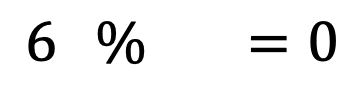 6 % = 0